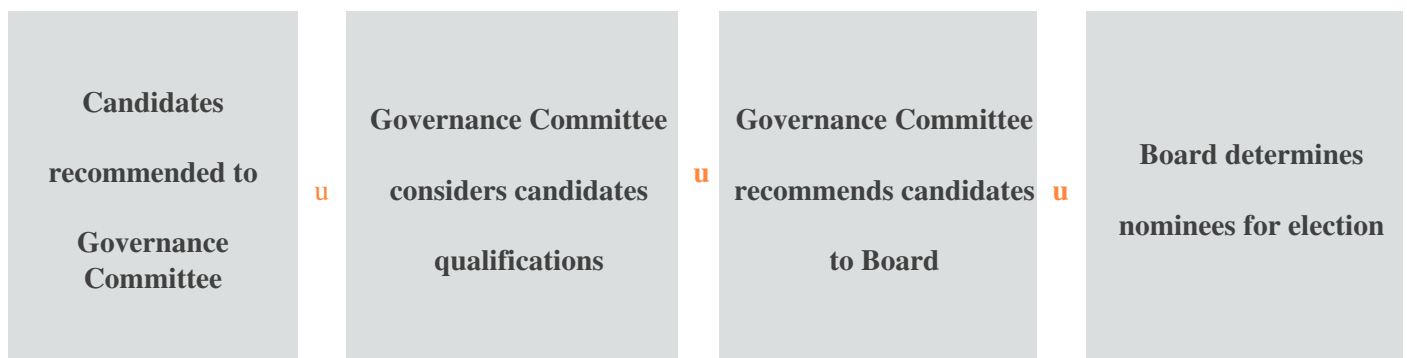 Candidates
recommended to
Governance
Committee
u
Governance Committee
considers candidates
qualifications
u
Governance Committee
recommends candidates
to Board
u
Board determines
nominees for election